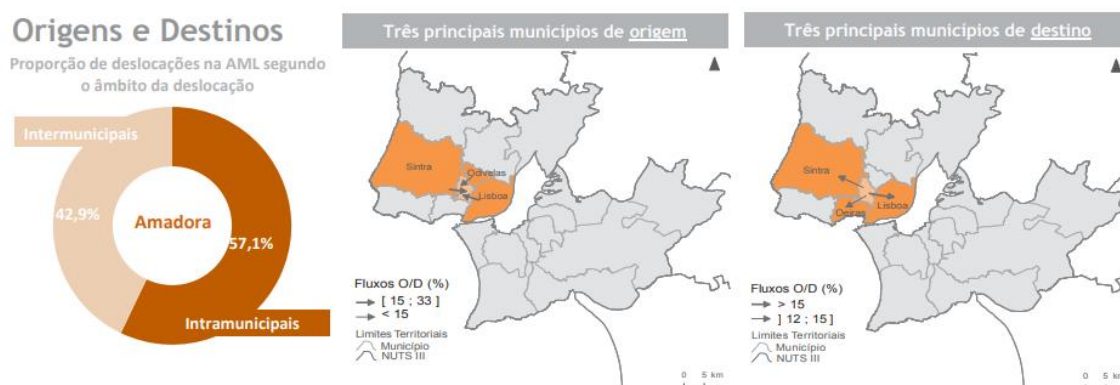 Origens e Destinos
Proporção de deslocações na AML segundo
o âmbito da deslocação
Intermunicipais
42,9%
Amadora
57,1%
Intramunicipais
Três principais municípios de origem
Sintra
Odivelas
Lisboa
Fluxos O/D (%)
[ 15 ; 33 ]
< 15
Limites Territoriais
Município
NUTS III
0 5 km
Três principais municípios de destino
Sintra
Oeiras
Lisboa
Fluxos O/D (%)
> 15
] 12 ; 15 ]
Limites Territoriais
Município
NUTS III
0 5 km